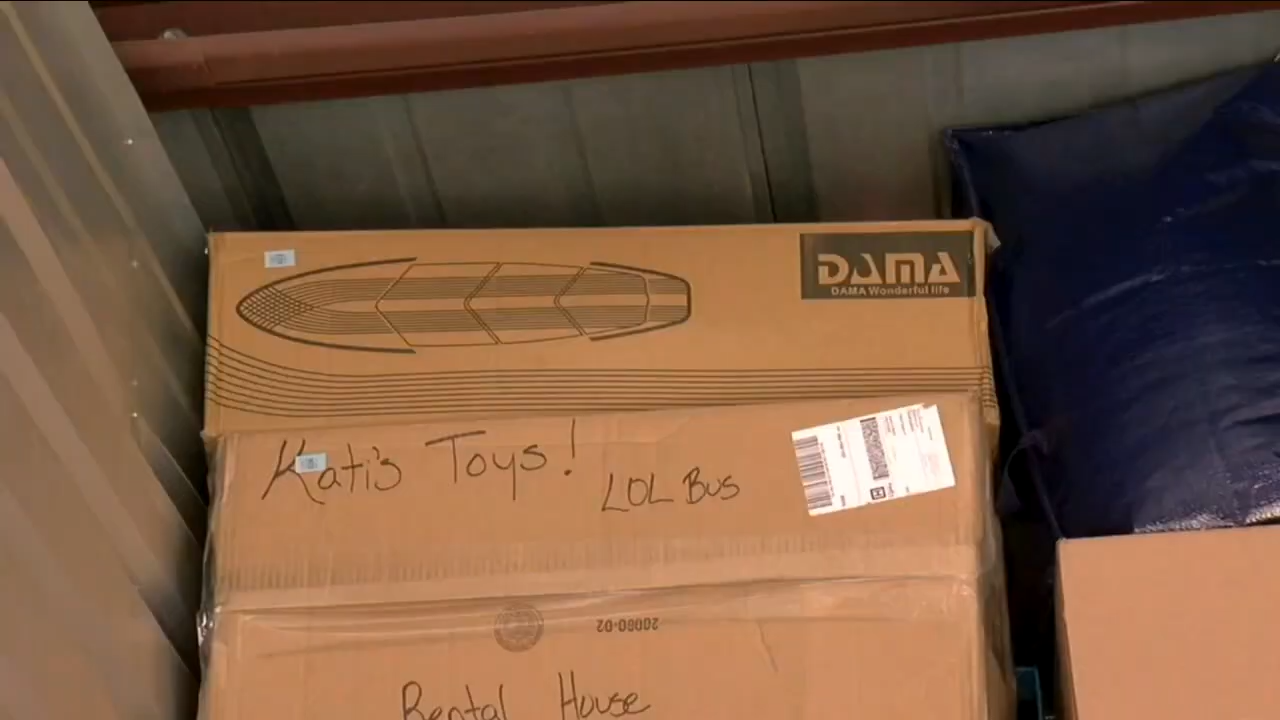 DAMA
DAMA Wonderful life
Kati's Toys!
LOL Bus
20080-02
Rental House